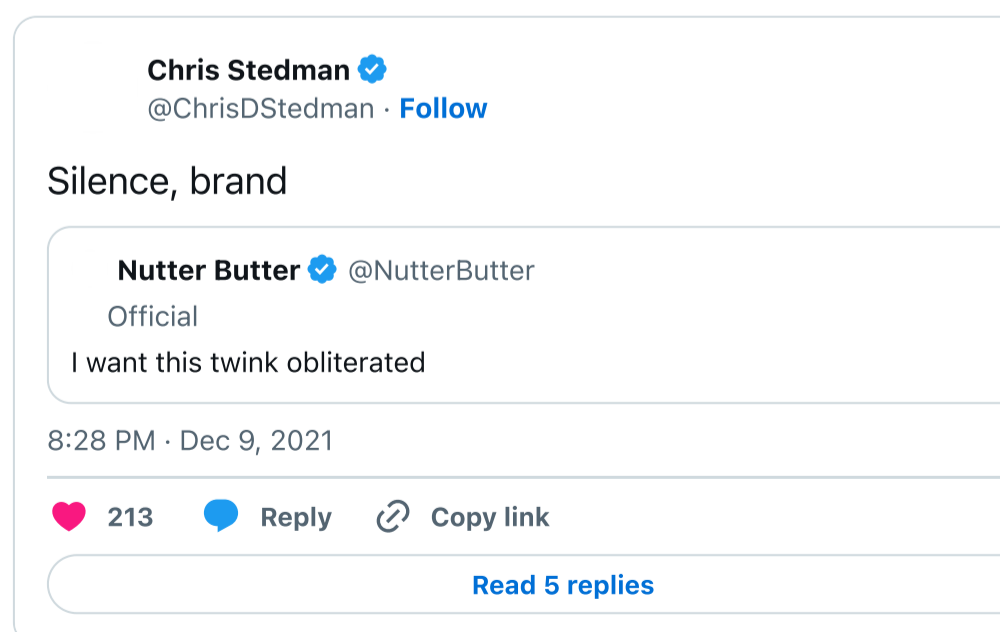 Chris Stedman
@ChrisDStedman · Follow
Silence, brand
Nutter Butter @NutterButter
Official
I want this twink obliterated
8:28 PM · Dec 9, 2021
213 Reply Copy link
Read 5 replies